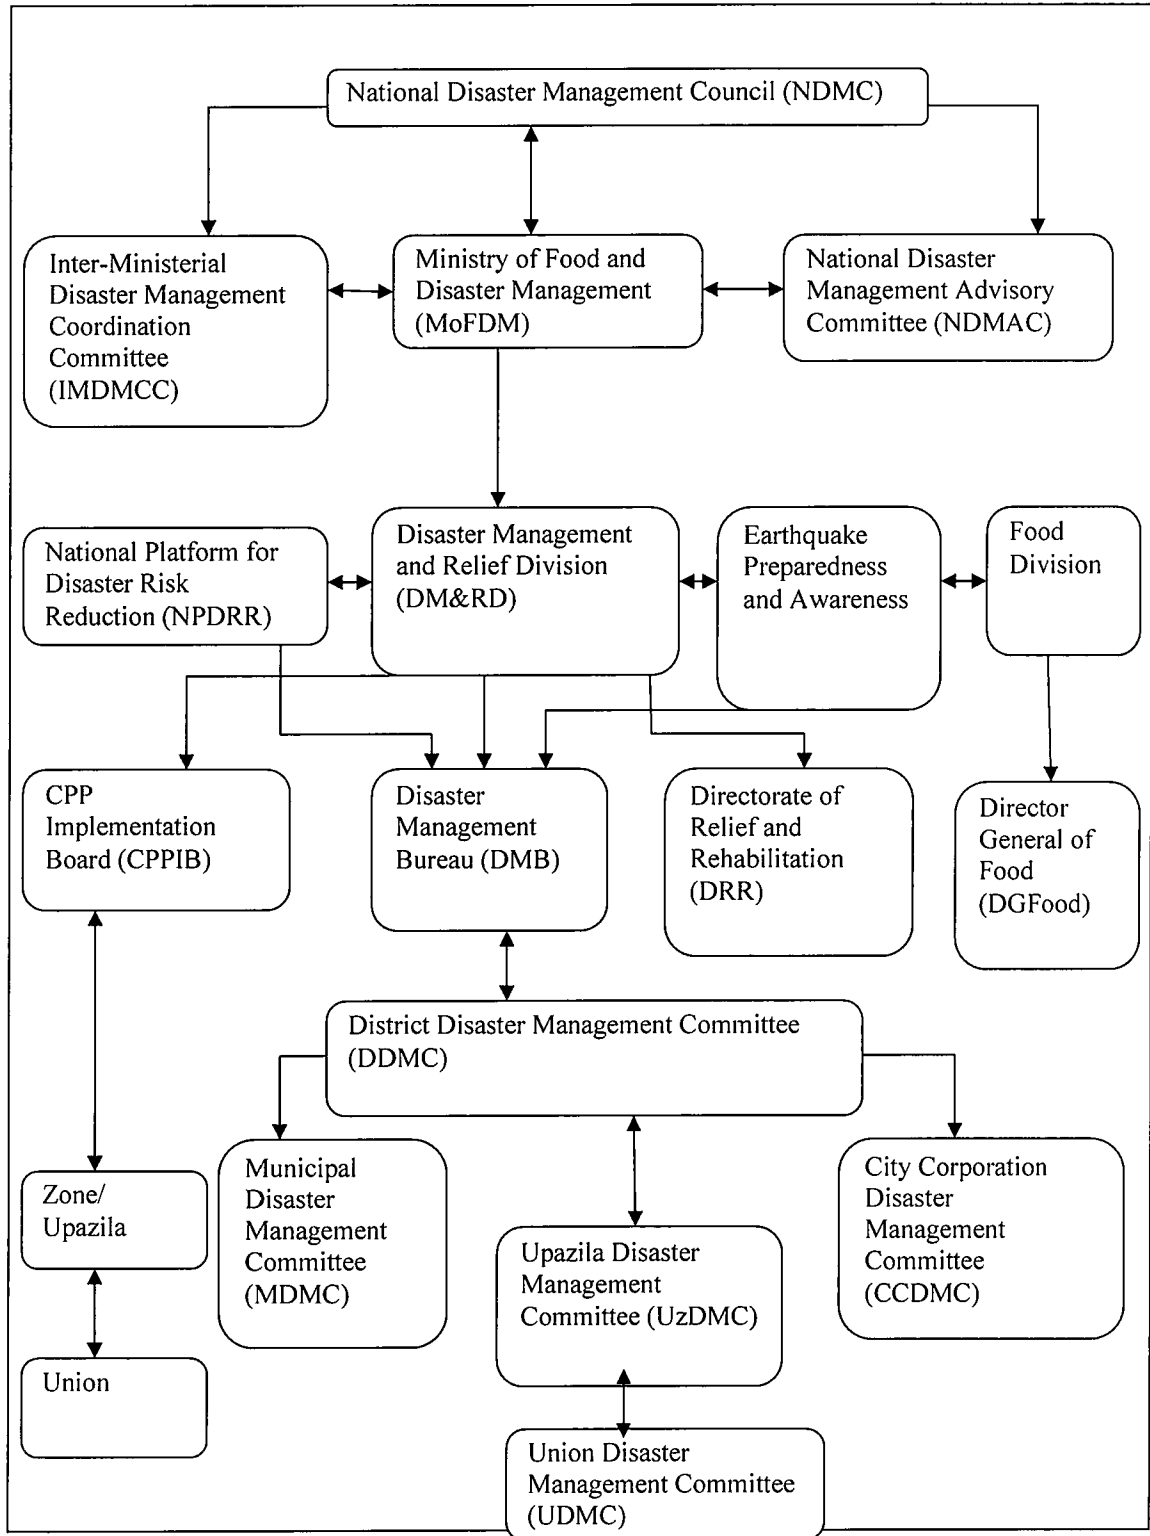 National Disaster Management Council (NDMC)
Inter-Ministerial
Disaster Management
Coordination
Committee
(IMDMCC)
Ministry of Food and
Disaster Management
(MoFDM)
National Disaster
Management Advisory
Committee (NDMAC)
National Platform for
Disaster Risk
Reduction (NPDRR)
Disaster Management
and Relief Division
(DM&RD)
Earthquake
Preparedness
and Awareness
Food
Division
CPP
Implementation
Board (CPPIB)
Disaster
Management
Bureau (DMB)
Directorate of
Relief and
Rehabilitation
(DRR)
Director
General of
Food
(DGFood)
District Disaster Management Committee
(DDMC)
Zone/
Upazila
Municipal
Disaster
Management
Committee
(MDMC)
Upazila Disaster
Management
Committee (UzDMC)
City Corporation
Disaster
Management
Committee
(CCDMC)
Union
Union Disaster
Management Committee
(UDMC)